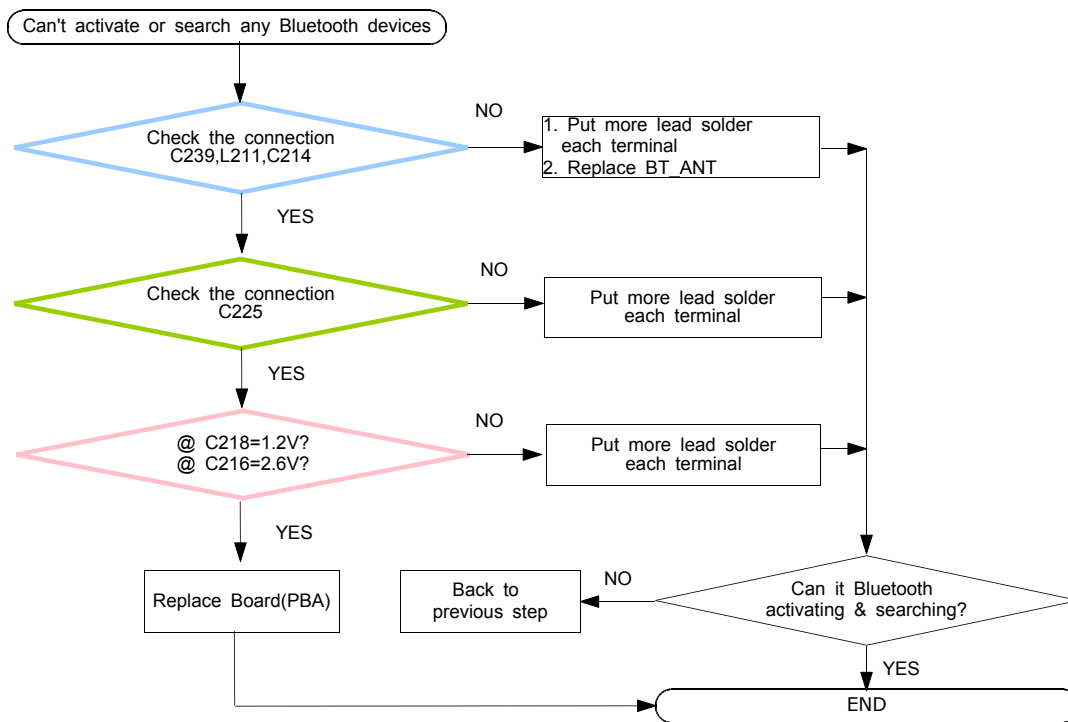 Can't activate or search any Bluetooth devices
Check the connection
C239,L211,C214
NO
1. Put more lead solder
each terminal
2. Replace BT_ANT
YES
Check the connection
C225
NO
Put more lead solder
each terminal
YES
@ C218=1.2V?
@ C216=2.6V?
NO
Put more lead solder
each terminal
YES
Replace Board(PBA)
Back to
previous step
NO
Can it Bluetooth
activating & searching?
YES
END